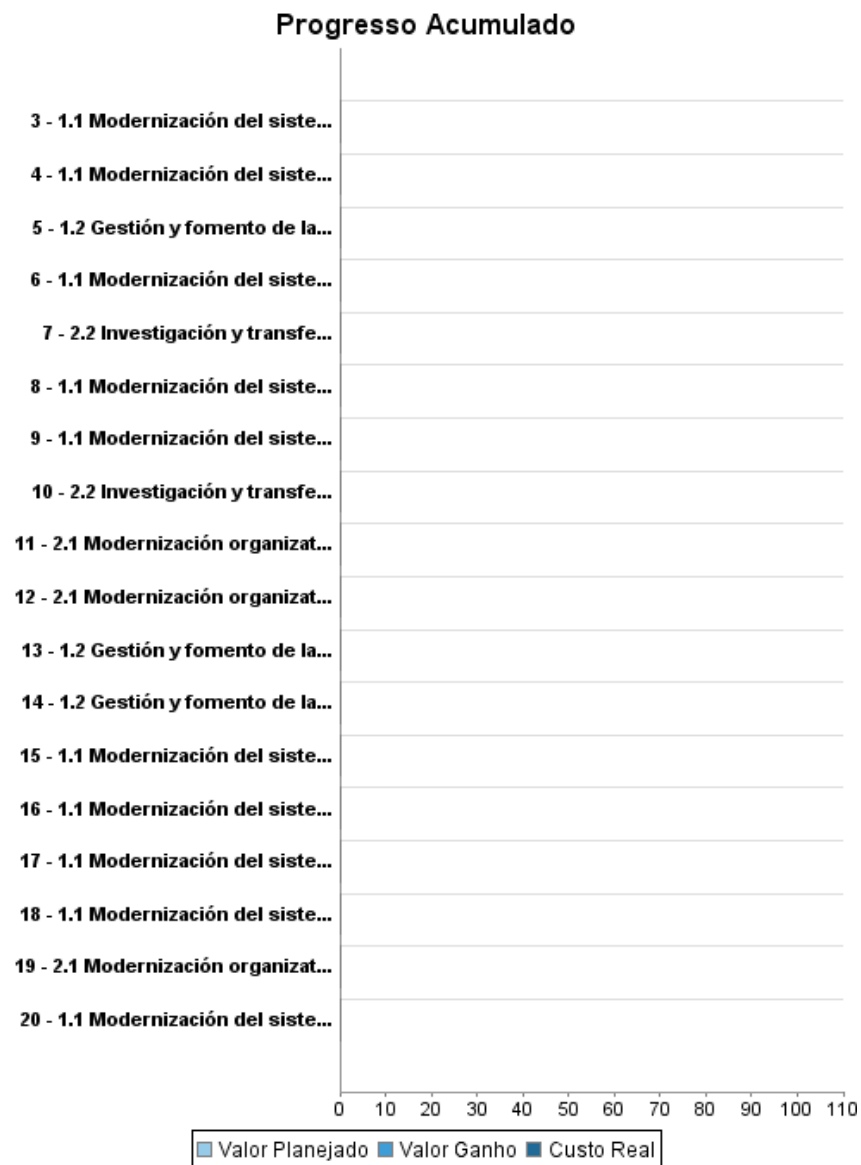 Progresso Acumulado
3 - 1.1 Modernización del siste...
4 - 1.1 Modernización del siste...
5 - 1.2 Gestión y fomento de la...
6 - 1.1 Modernización del siste...
7 - 2.2 Investigación y transfe...
8 - 1.1 Modernización del siste...
9 - 1.1 Modernización del siste...
10 - 2.2 Investigación y transfe...
11 - 2.1 Modernización organizat...
12 - 2.1 Modernización organizat...
13 - 1.2 Gestión y fomento de la...
14 - 1.2 Gestión y fomento de la...
15 - 1.1 Modernización del siste...
16 - 1.1 Modernización del siste...
17 - 1.1 Modernización del siste...
18 - 1.1 Modernización del siste...
19 - 2.1 Modernización organizat...
20 - 1.1 Modernización del siste...
0 10 20 30 40 50 60 70 80 90 100 110
Valor Planejado Valor Ganho Custo Real